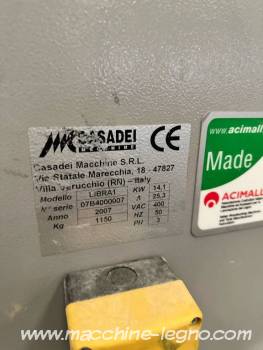 CASADEI
MACCHINE
CE
Casadei Macchine S.R.L.
Via Statale Marecchia, 18 - 47827
Villa Verucchio (RN) – Italy
Modello LIBRA1 KW 14,1
N° serie 07B4000007 A 25,3
Anno 2007 VAC 400
Kg 1150 HZ 50
PH 3
www.acimall
Made
ACIMALL
www.macchine-legno.com